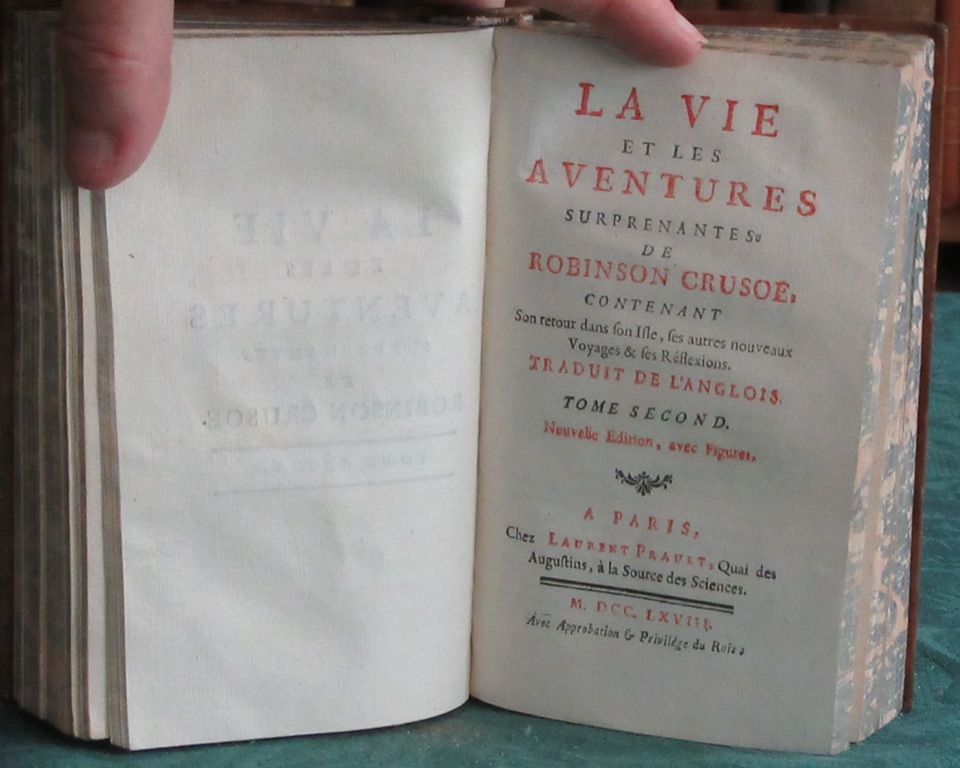 LA VIE
ET LES
AVENTURES
SURPRENANTES
DE
ROBINSON CRUSOÉ,
CONTENANT
Son retour dans ſon Iſle, ſes autres nouveaux
Voyages & ſes Réflexions.
TRADUIT DE L'ANGLOIS.
TOME SECOND.
Nouvelle Édition, avec Figures.
A PARIS,
Chez LAURENT PRAULT, Quai des
Auguſtins, à la Source des Sciences.
M. DCC. LXVIII.
Avec Approbation & Privilége du Roi.